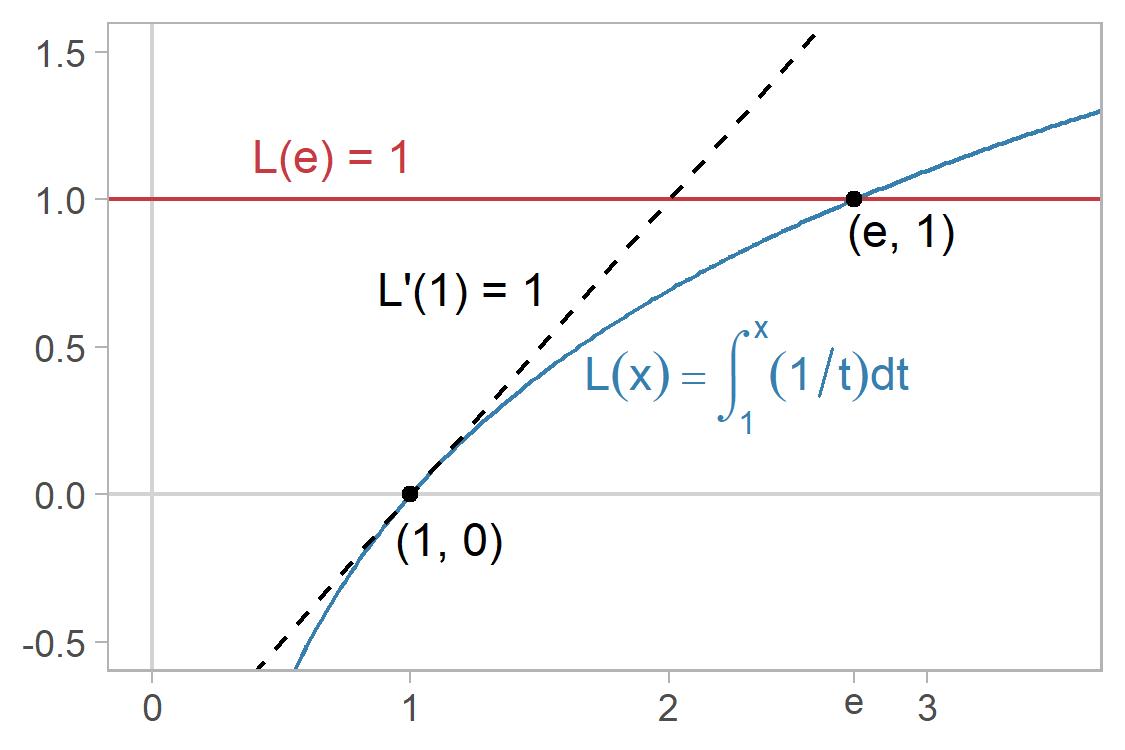 1.5
L(e) = 1
1.0
(e, 1)
L'(1) = 1
0.5
L(x) = ∫₁ˣ(1/t)dt
0.0
(1, 0)
-0.5
0 1 2 e 3